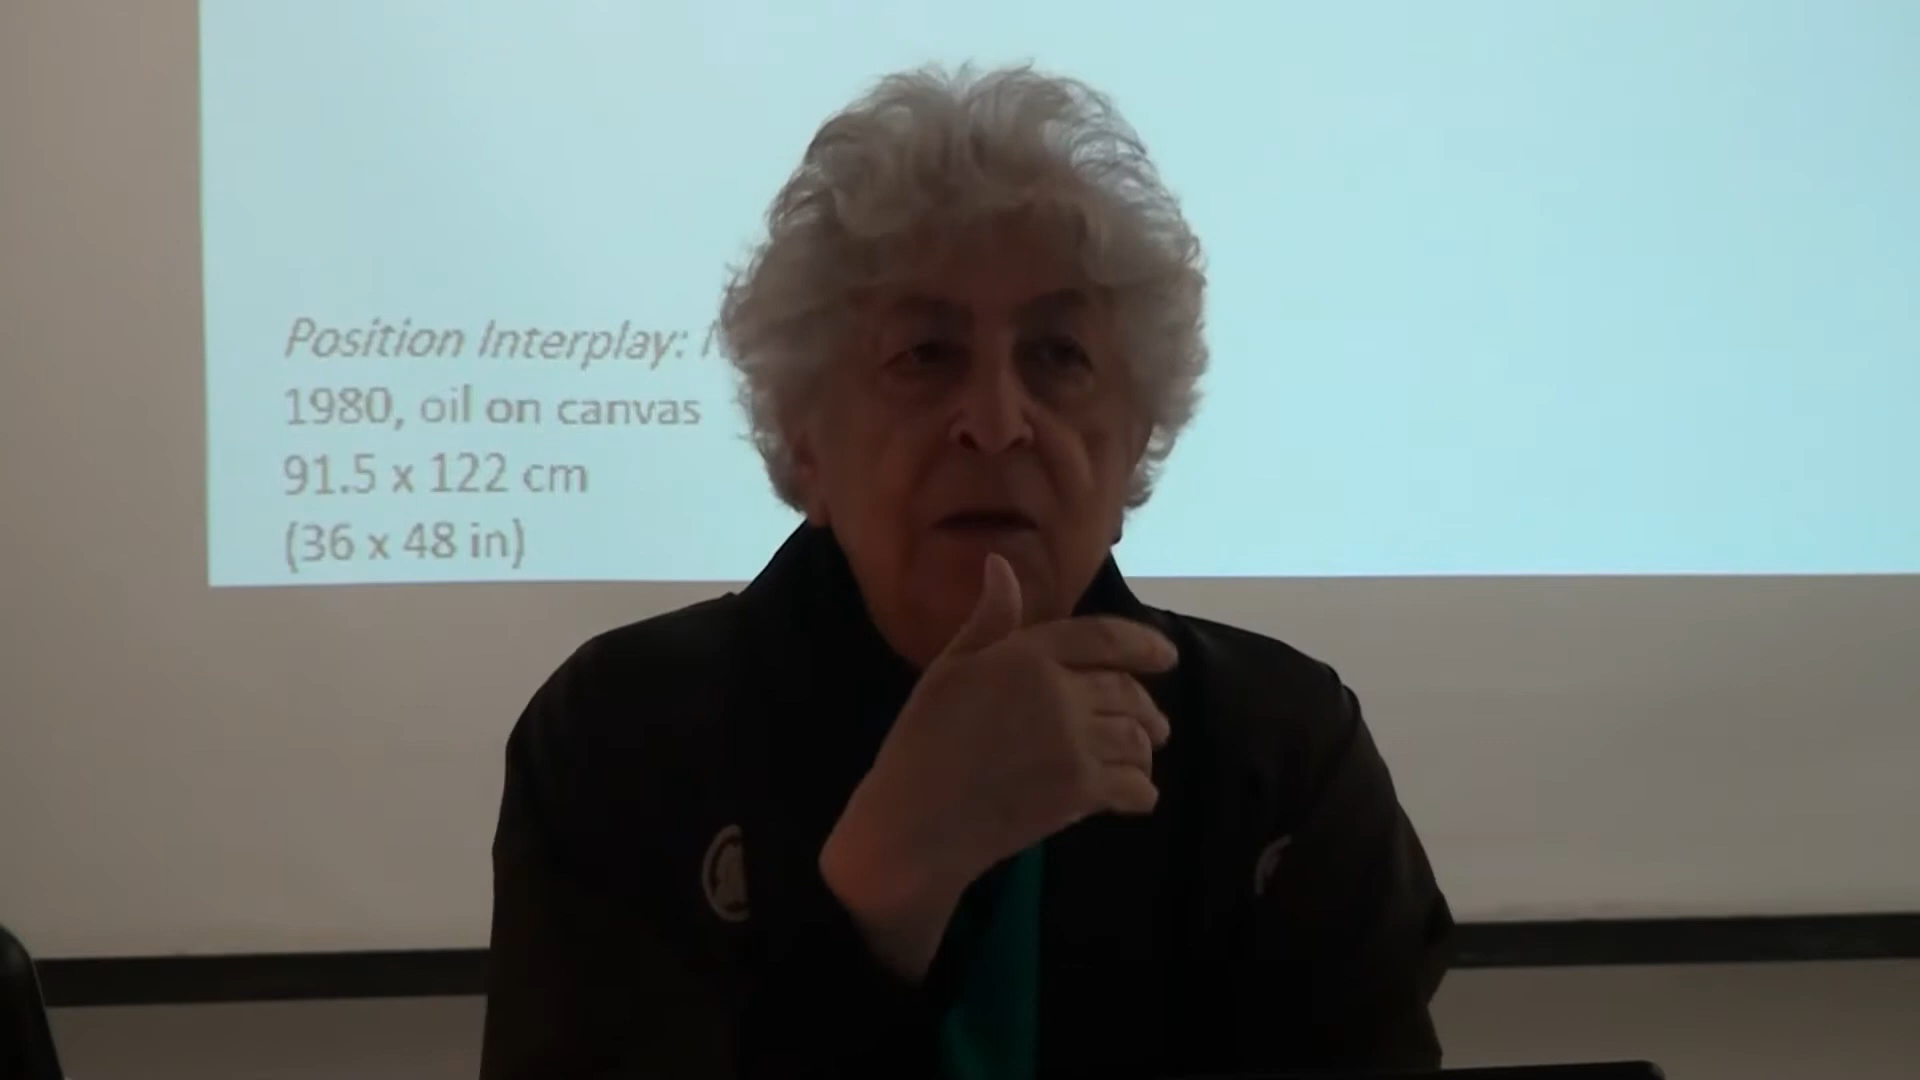 Position Interplay:
1980, oil on canvas
91.5 x 122 cm
(36 x 48 in)